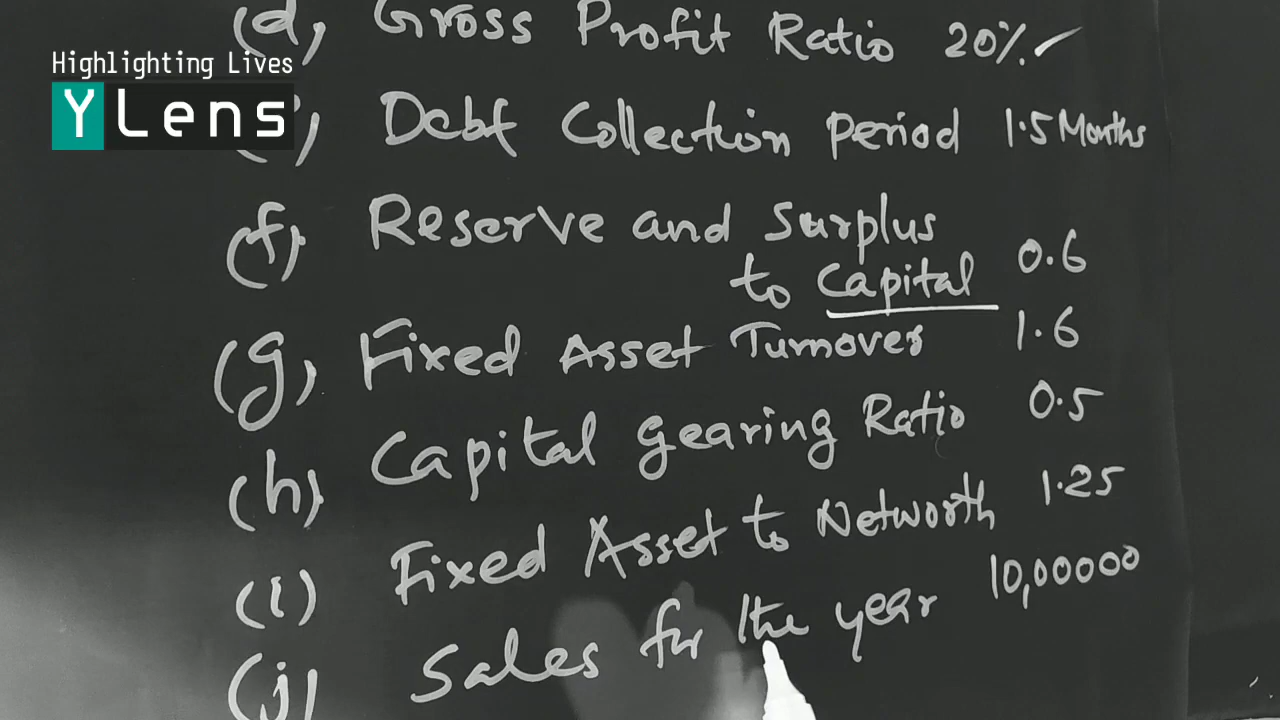 (d) Gross Profit Ratio 20% ✓
Highlighting Lives
YLens
Debt Collection Period 1.5 Months
(f) Reserve and Surplus
to Capital 0.6
(g) Fixed Asset Turnover 1.6
(h) Capital gearing Ratio 0.5
(i) Fixed Asset to Networth 1.25
(j) Sales for the year 10,00000